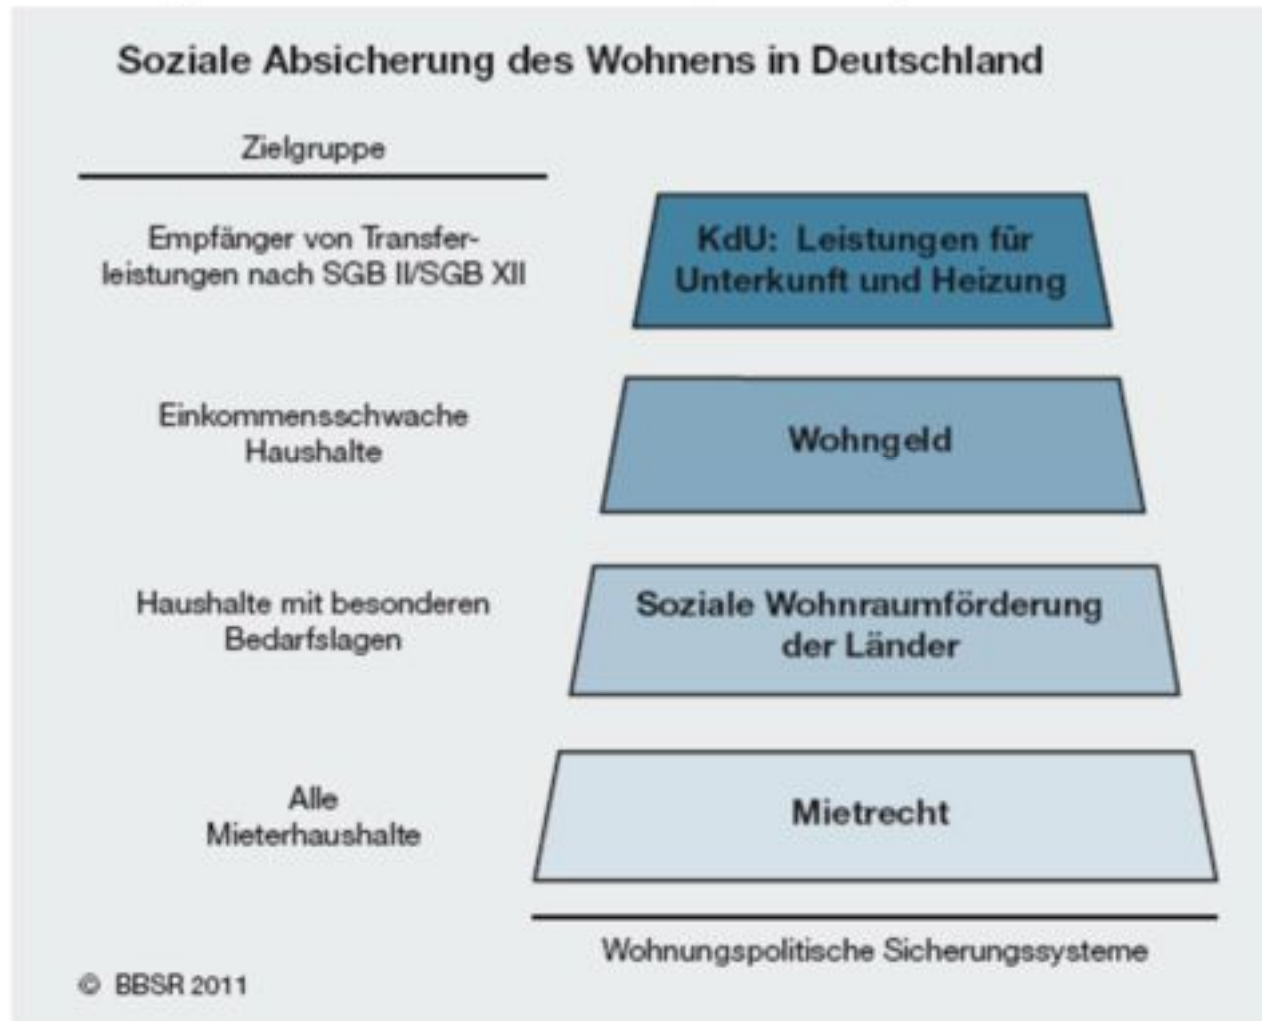 Soziale Absicherung des Wohnens in Deutschland
Zielgruppe
Empfänger von Transfer-
leistungen nach SGB II/SGB XII
KdU: Leistungen für
Unterkunft und Heizung
Einkommensschwache
Haushalte
Wohngeld
Haushalte mit besonderen
Bedarfslagen
Soziale Wohnraumförderung
der Länder
Alle
Mieterhaushalte
Mietrecht
Wohnungspolitische Sicherungssysteme
© BBSR 2011